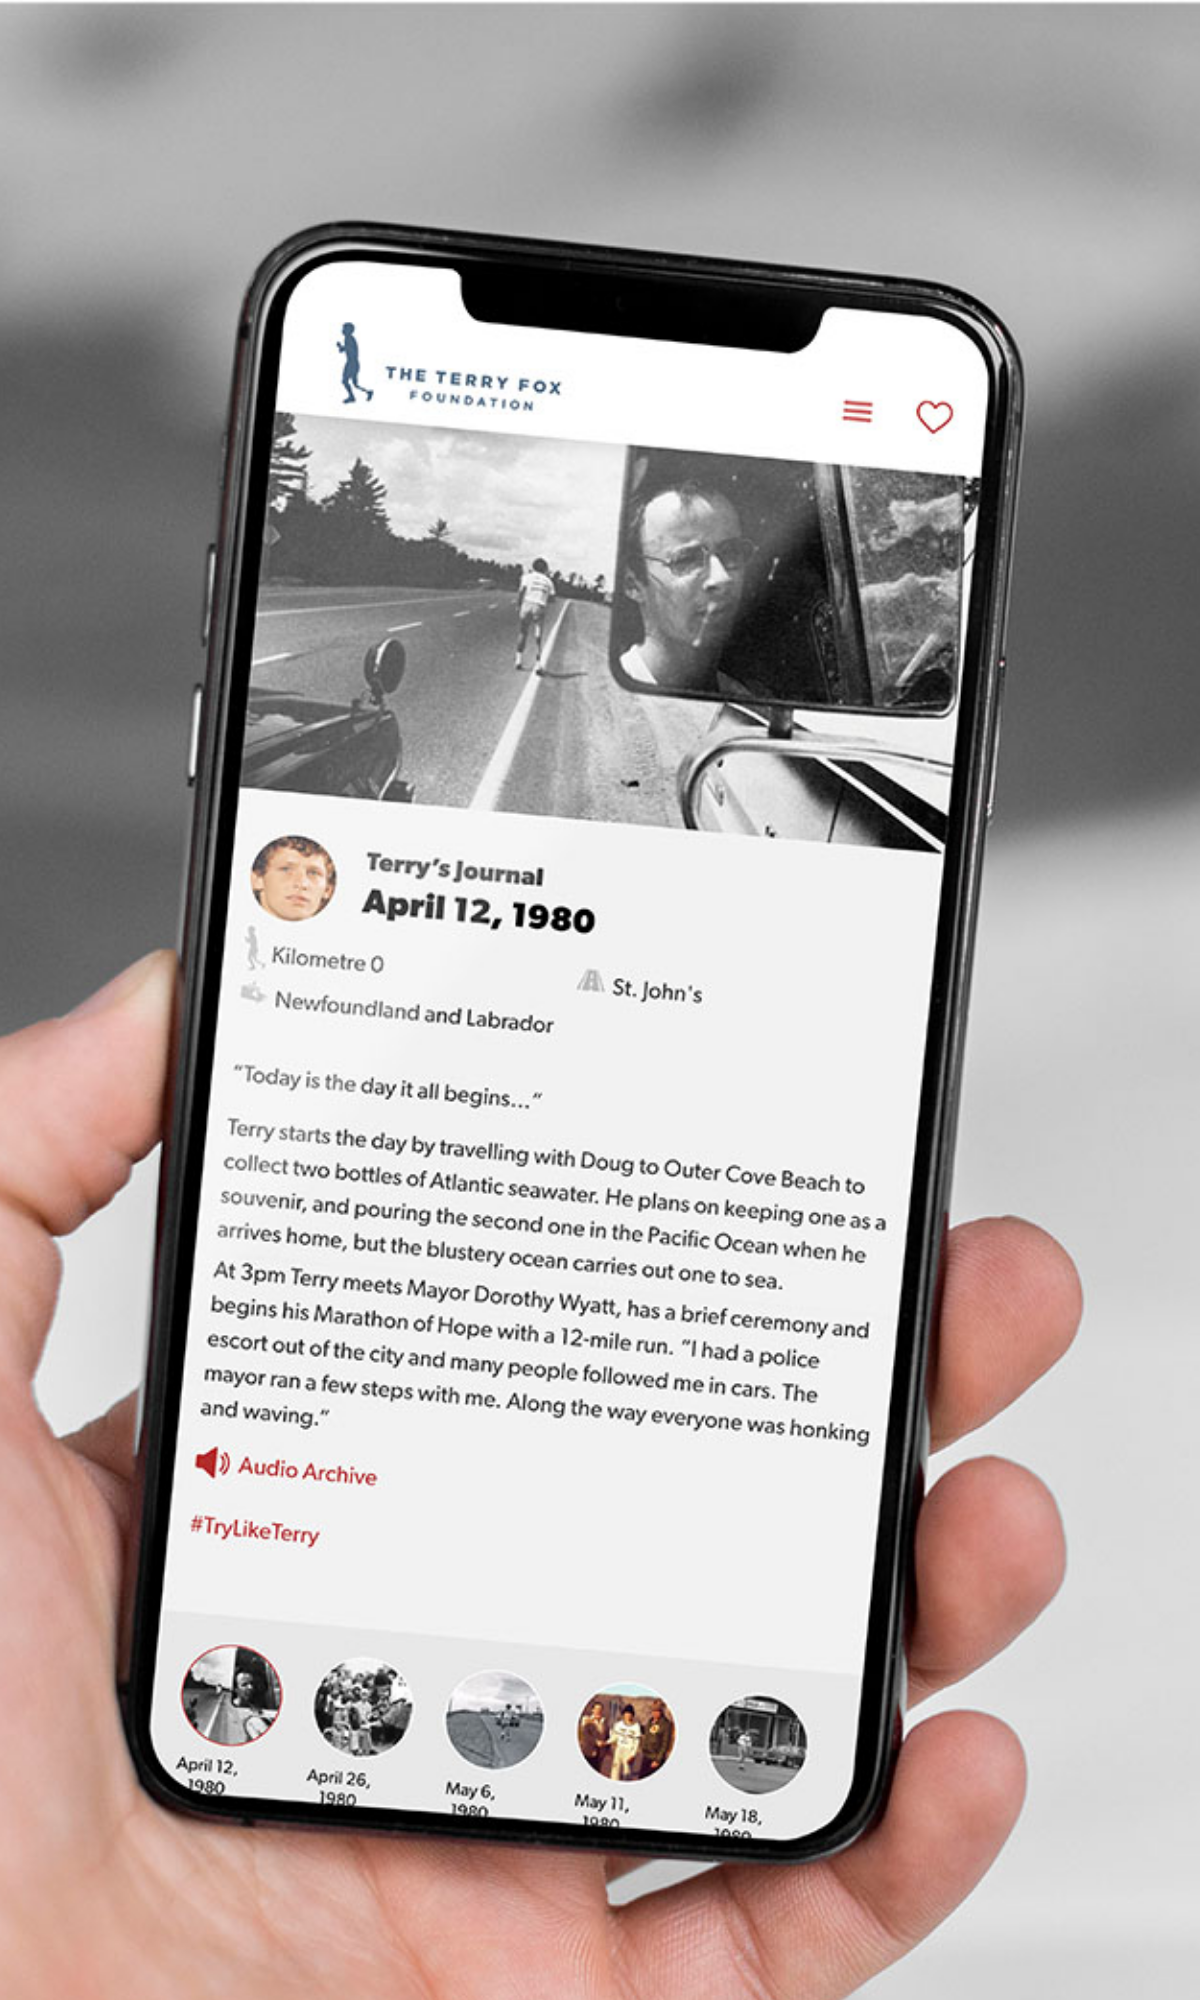 THE TERRY FOX
FOUNDATION
Terry's Journal
April 12, 1980
Kilometre 0
St. John's
Newfoundland and Labrador
"Today is the day it all begins..."
Terry starts the day by travelling with Doug to Outer Cove Beach to
collect two bottles of Atlantic seawater. He plans on keeping one as a
souvenir, and pouring the second one in the Pacific Ocean when he
arrives home, but the blustery ocean carries out one to sea.
At 3pm Terry meets Mayor Dorothy Wyatt, has a brief ceremony and
begins his Marathon of Hope with a 12-mile run. "I had a police
escort out of the city and many people followed me in cars. The
mayor ran a few steps with me. Along the way everyone was honking
and waving."
Audio Archive
#TryLikeTerry
April 12,
1980
April 26,
1980
May 6,
1980
May 11,
1980
May 18,
1980